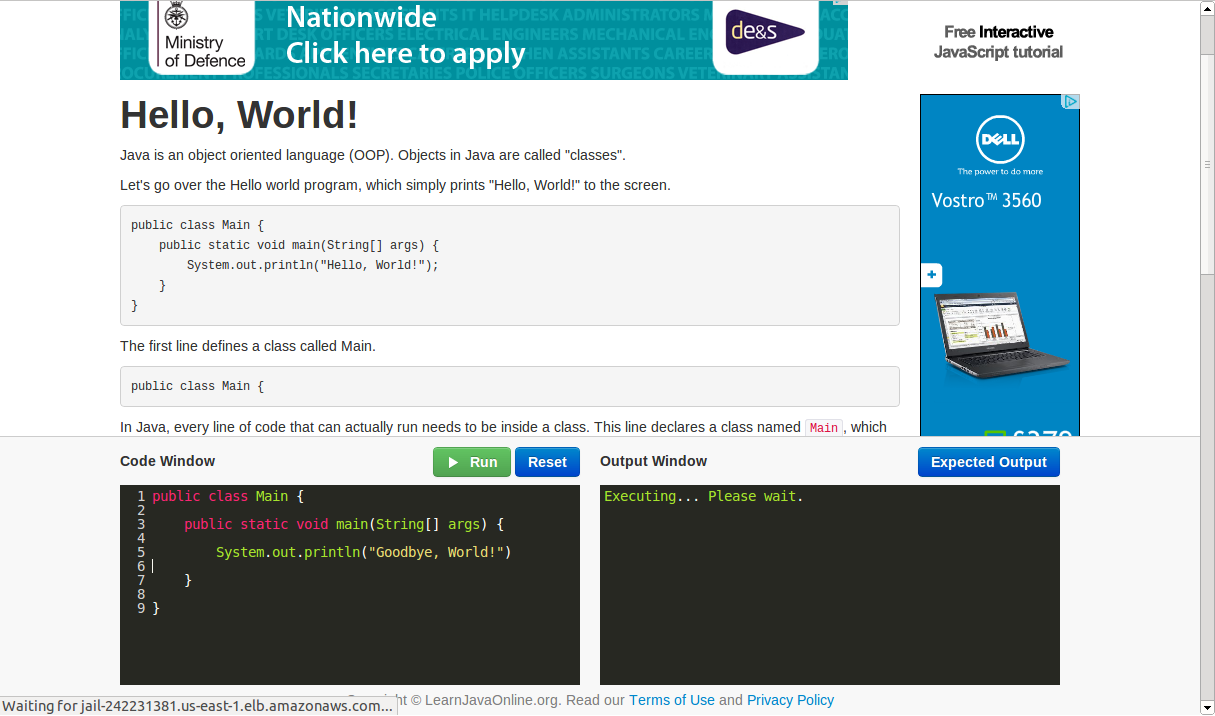 Nationwide
Click here to apply
Ministry
of Defence
de&s
Free Interactive
JavaScript tutorial
Hello, World!
Java is an object oriented language (OOP). Objects in Java are called "classes".
Let's go over the Hello world program, which simply prints "Hello, World!" to the screen.
public class Main {
    public static void main(String[] args) {
        System.out.println("Hello, World!");
    }
}
The first line defines a class called Main.
public class Main {
In Java, every line of code that can actually run needs to be inside a class. This line declares a class named Main, which
DELL
The power to do more
Vostro™ 3560
+
Code Window
Run
Reset
1 public class Main {
2
3     public static void main(String[] args) {
4
5         System.out.println("Goodbye, World!")
6
7     }
8
9 }
Output Window
Expected Output
Executing... Please wait.
© LearnJavaOnline.org. Read our Terms of Use and Privacy Policy
Waiting for jail-242231381.us-east-1.elb.amazonaws.com...